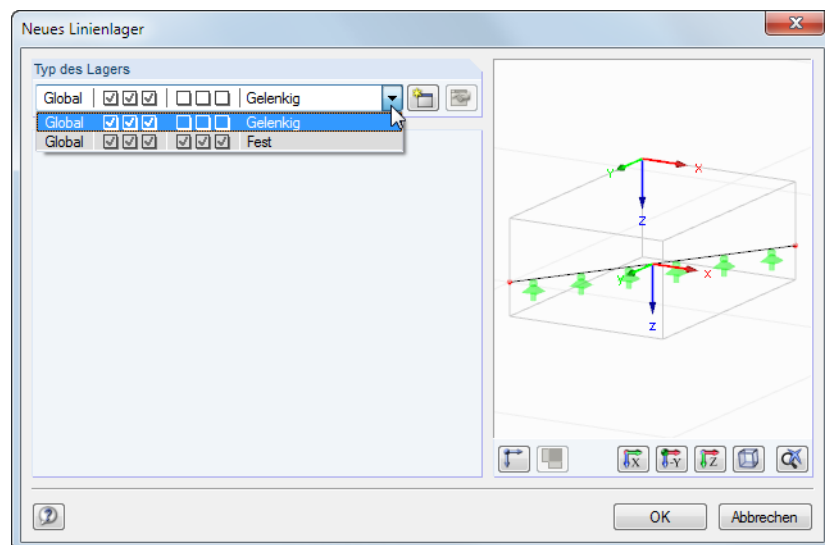 Neues Linienlager
Typ des Lagers
Global Gelenkig
Global Gelenkig
Global Fest
Y X
Z
Y X
Z
X -Y Z
OK Abbrechen